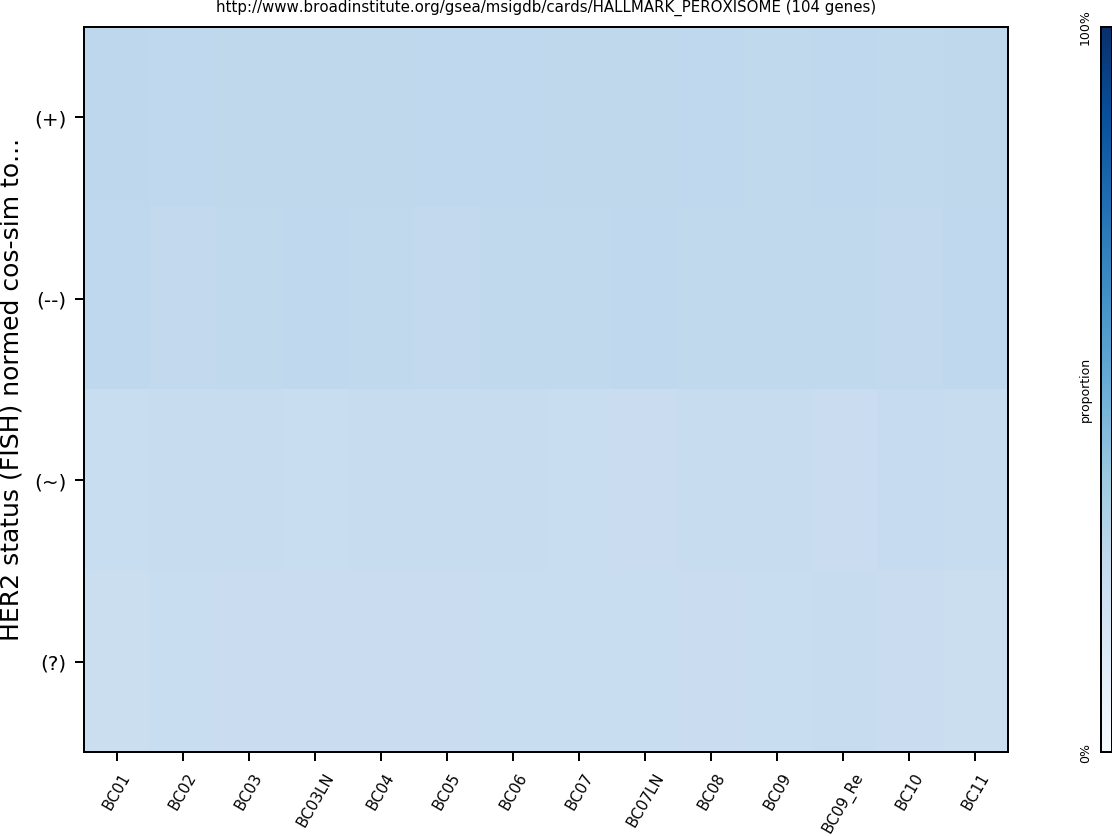 http://www.broadinstitute.org/gsea/msigdb/cards/HALLMARK_PEROXISOME (104 genes)
HER2 status (FISH) normed cos-sim to...
(+)
(--)
(~)
(?)
BC01
BC02
BC03
BC03LN
BC04
BC05
BC06
BC07
BC07LN
BC08
BC09
BC09_Re
BC10
BC11
100%
proportion
0%